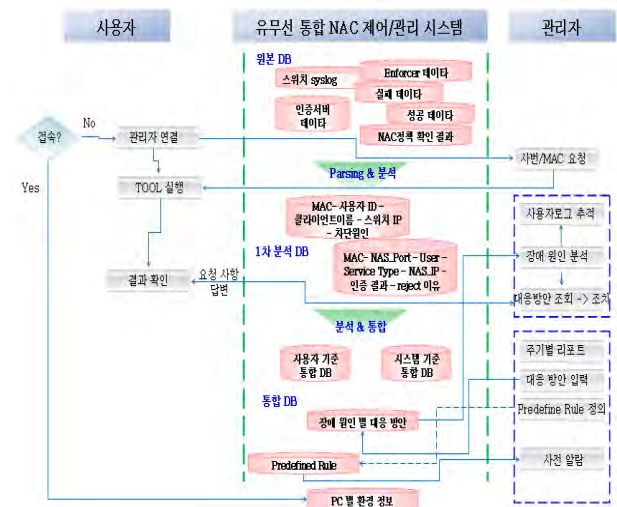 사용자
유무선 통합 NAC 제어/관리 시스템
관리자
원본 DB
스위치 syslog
Enforcer 데이타
실패 데이타
인증서버
데이타
성공 데이타
NAC정책 확인 결과
접속?
No
Yes
관리자 연결
사번/MAC 요청
Parsing & 분석
TOOL 실행
MAC- 사용자 ID -
클라이언트이름 - 스위치 IP
- 차단원인
사용자로그 추적
1차 분석 DB
MAC- NAS_Port - User -
Service Type - NAS_IP -
인증 결과 - reject 이유
장애 원인 분석
결과 확인
요청 사항
답변
대응방안 조회 -> 조치
분석 & 통합
사용자 기준
통합 DB
시스템 기준
통합 DB
주기별 리포트
대응 방안 입력
통합 DB
장애 원인 별 대응 방안
Predefine Rule 정의
Predefined Rule
사전 알람
PC 별 환경 정보